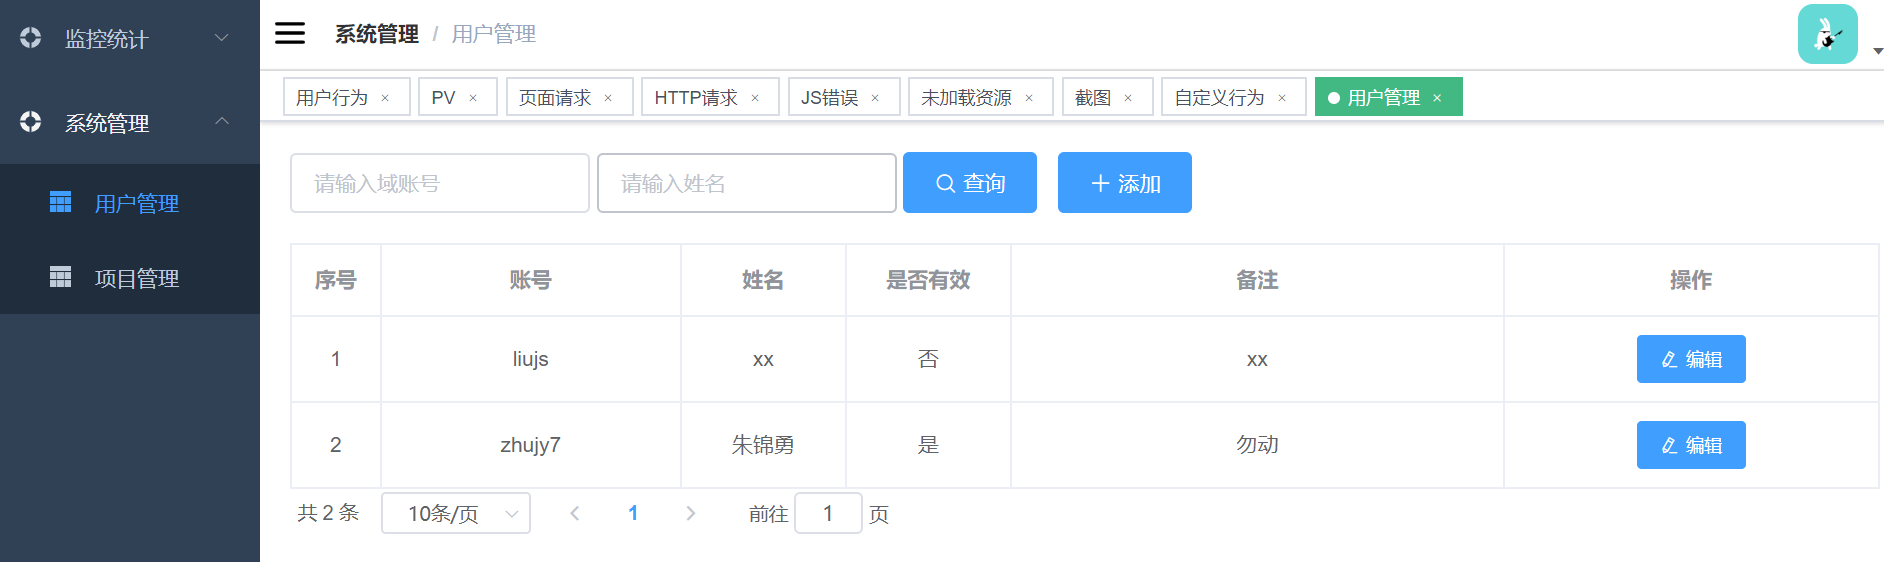 监控统计
系统管理
用户管理
项目管理
系统管理 / 用户管理
用户行为 × PV × 页面请求 × HTTP请求 × JS错误 × 未加载资源 × 截图 × 自定义行为 × 用户管理 ×
请输入域账号 请输入姓名 查询 添加
序号 账号 姓名 是否有效 备注 操作
1 liujs xx 否 xx 编辑
2 zhujy7 朱锦勇 是 勿动 编辑
共 2 条 10条/页 1 前往 1 页